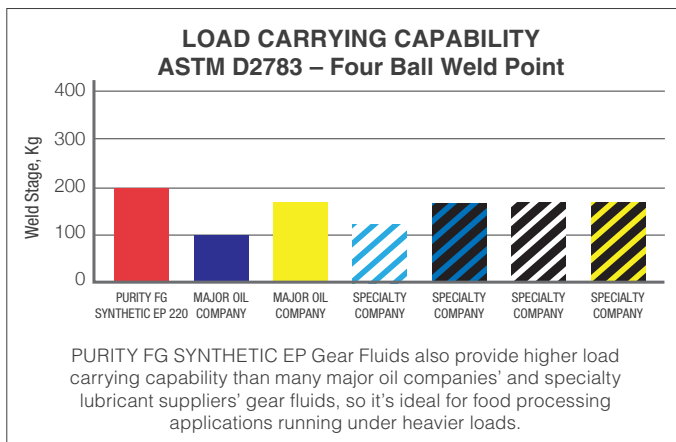 LOAD CARRYING CAPABILITY
ASTM D2783 – Four Ball Weld Point
Weld Stage, Kg
400
300
200
100
0
PURITY FG
SYNTHETIC EP 220
MAJOR OIL
COMPANY
MAJOR OIL
COMPANY
SPECIALTY
COMPANY
SPECIALTY
COMPANY
SPECIALTY
COMPANY
SPECIALTY
COMPANY
PURITY FG SYNTHETIC EP Gear Fluids also provide higher load
carrying capability than many major oil companies’ and specialty
lubricant suppliers’ gear fluids, so it’s ideal for food processing
applications running under heavier loads.